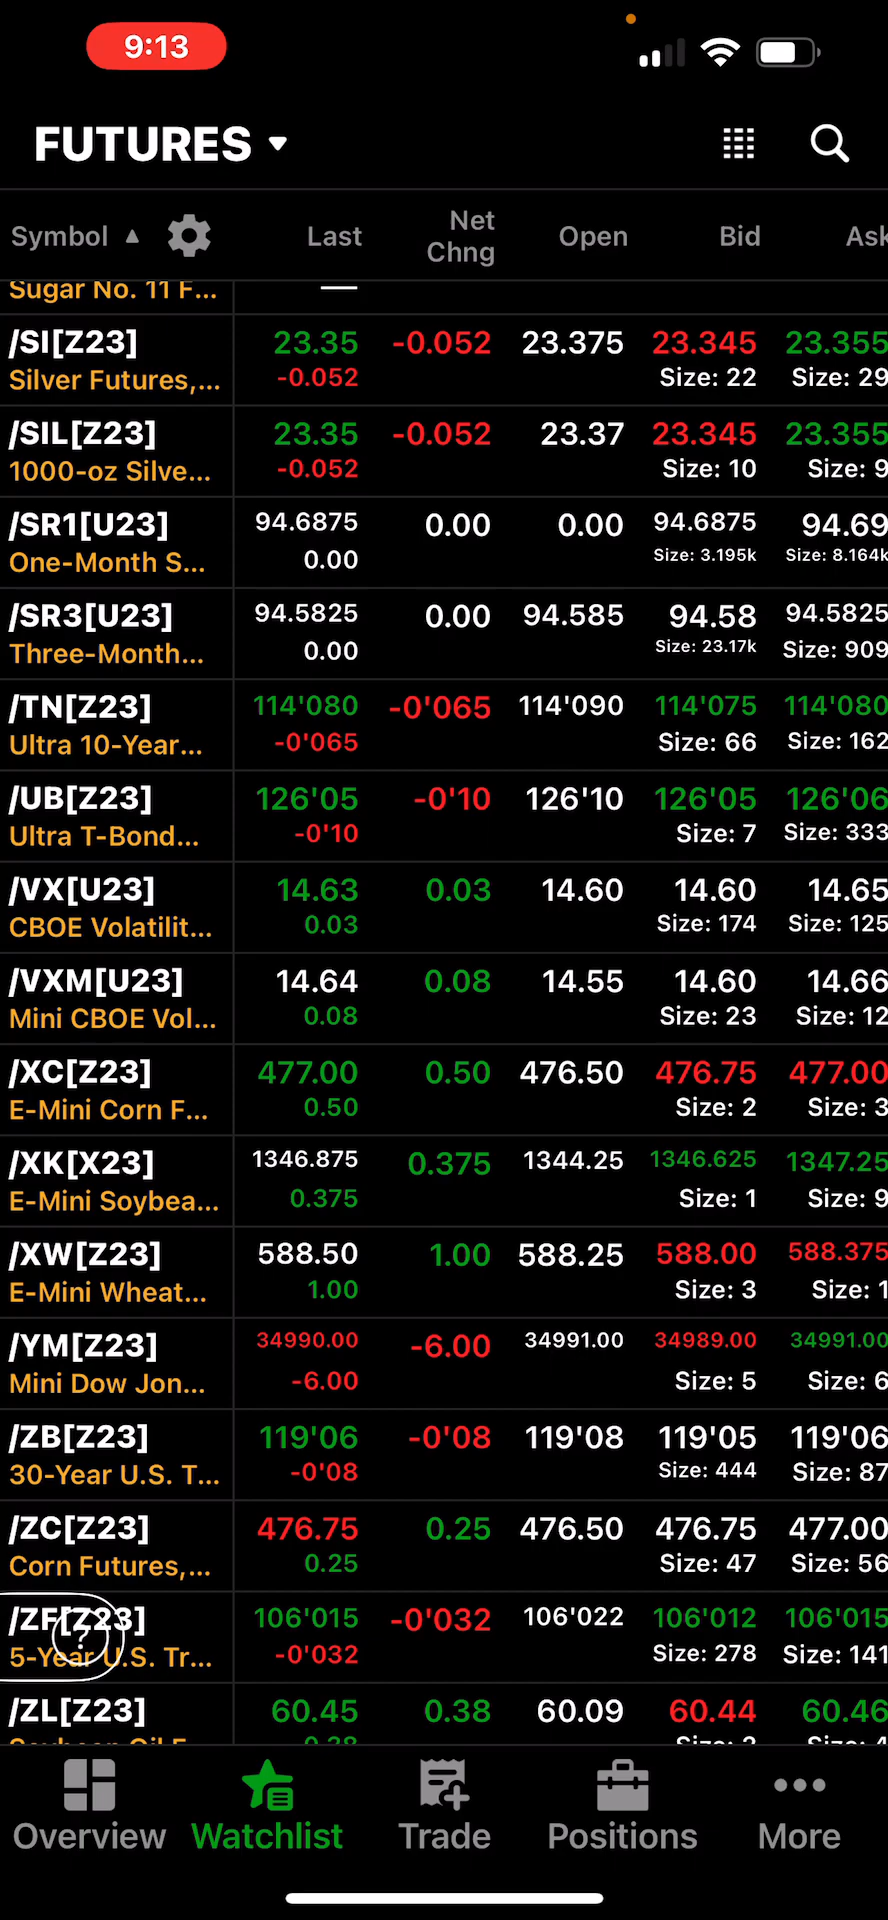 9:13
FUTURES
Symbol Last Net Chng Open Bid Ask
Sugar No. 11 F...
/SI[Z23] 23.35 -0.052 23.375 23.345 23.355
Silver Futures,... -0.052 Size: 22 Size: 29
/SIL[Z23] 23.35 -0.052 23.37 23.345 23.355
1000-oz Silve... -0.052 Size: 10 Size: 9
/SR1[U23] 94.6875 0.00 0.00 94.6875 94.69
One-Month S... 0.00 Size: 3.195k Size: 8.164k
/SR3[U23] 94.5825 0.00 94.585 94.58 94.5825
Three-Month... 0.00 Size: 23.17k Size: 909
/TN[Z23] 114'080 -0'065 114'090 114'075 114'080
Ultra 10-Year... -0'065 Size: 66 Size: 162
/UB[Z23] 126'05 -0'10 126'10 126'05 126'06
Ultra T-Bond... -0'10 Size: 7 Size: 333
/VX[U23] 14.63 0.03 14.60 14.60 14.65
CBOE Volatilit... 0.03 Size: 174 Size: 125
/VXM[U23] 14.64 0.08 14.55 14.60 14.66
Mini CBOE Vol... 0.08 Size: 23 Size: 12
/XC[Z23] 477.00 0.50 476.50 476.75 477.00
E-Mini Corn F... 0.50 Size: 2 Size: 3
/XK[X23] 1346.875 0.375 1344.25 1346.625 1347.25
E-Mini Soybea... 0.375 Size: 1 Size: 9
/XW[Z23] 588.50 1.00 588.25 588.00 588.375
E-Mini Wheat... 1.00 Size: 3 Size: 1
/YM[Z23] 34990.00 -6.00 34991.00 34989.00 34991.00
Mini Dow Jon... -6.00 Size: 5 Size: 6
/ZB[Z23] 119'06 -0'08 119'08 119'05 119'06
30-Year U.S. T... -0'08 Size: 444 Size: 87
/ZC[Z23] 476.75 0.25 476.50 476.75 477.00
Corn Futures,... 0.25 Size: 47 Size: 56
/ZF[Z23] 106'015 -0'032 106'022 106'012 106'015
?
5-Year U.S. Tr... -0'032 Size: 278 Size: 141
/ZL[Z23] 60.45 0.38 60.09 60.44 60.46
Overview Watchlist Trade Positions More